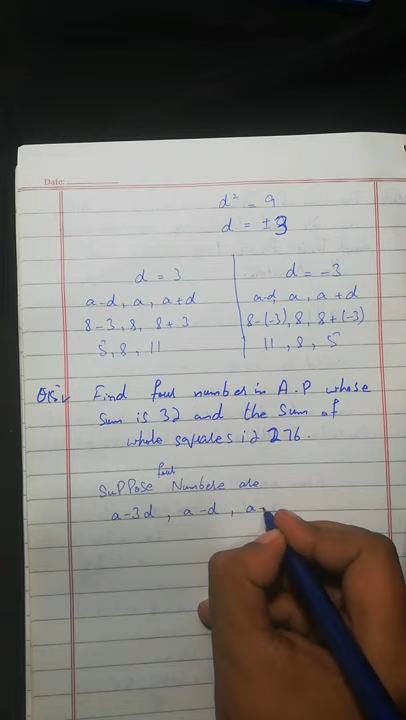 Date:
d² = 9
d = ±3
d = 3
a-d, a, a+d
8-3, 8, 8+3
5, 8, 11
d = -3
a-d, a, a+d
8-(-3), 8, 8+(-3)
11, 8, 5
Find four number in A.P whose
Sum is 32 and the Sum of
whole squares is 276.
four
Suppose Numbers are
a-3d, a-d, a